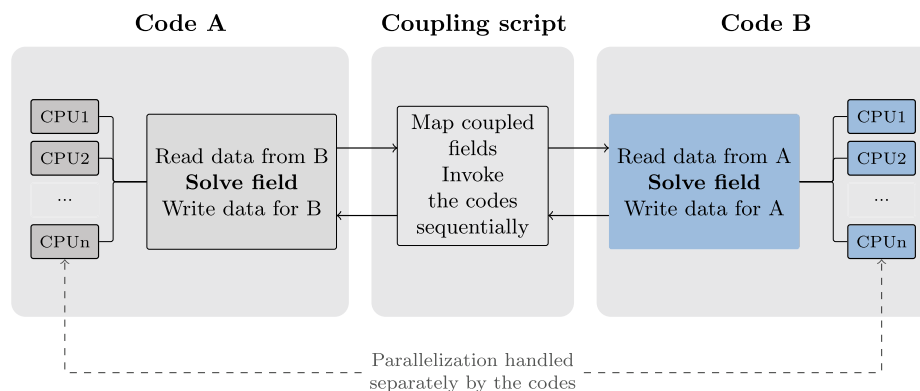 Code A
Coupling script
Code B
CPU1
CPU2
...
CPUn
Read data from B
Solve field
Write data for B
Map coupled
fields
Invoke
the codes
sequentially
Read data from A
Solve field
Write data for A
CPU1
CPU2
...
CPUn
Parallelization handled
separately by the codes